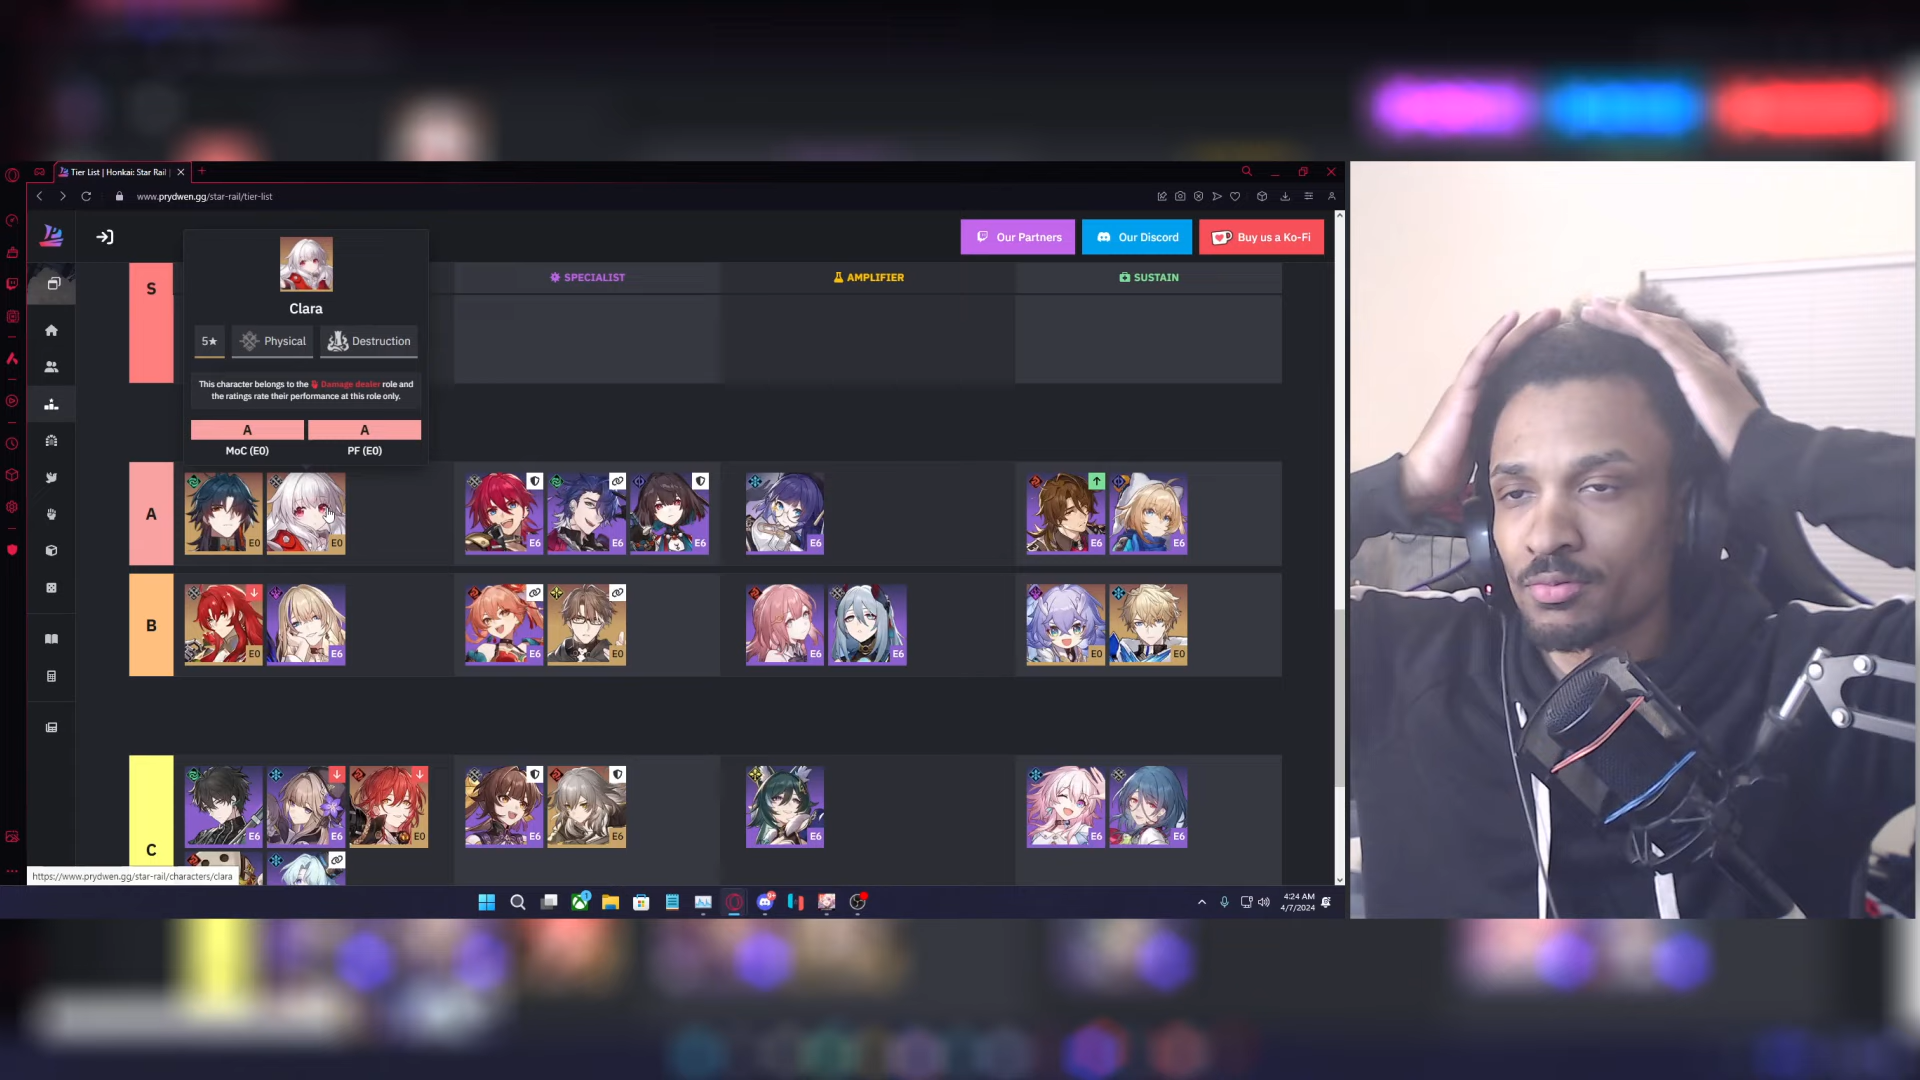 Tier List | Honkai: Star Rail |
www.prydwen.gg/star-rail/tier-list
Our Partners
Our Discord
Buy us a Ko-Fi
S
SPECIALIST
AMPLIFIER
SUSTAIN
Clara
5★
Physical
Destruction
This character belongs to the Damage dealer role and
the ratings rate their performance at this role only.
A
A
MoC (E0)
PF (E0)
A
E0
E0
E6
E6
E6
E6
E6
E6
B
E0
E6
E6
E0
E6
E6
E0
E0
C
E6
E6
E0
E6
E6
E6
E6
E6
https://www.prydwen.gg/star-rail/characters/clara
4:24 AM
4/7/2024